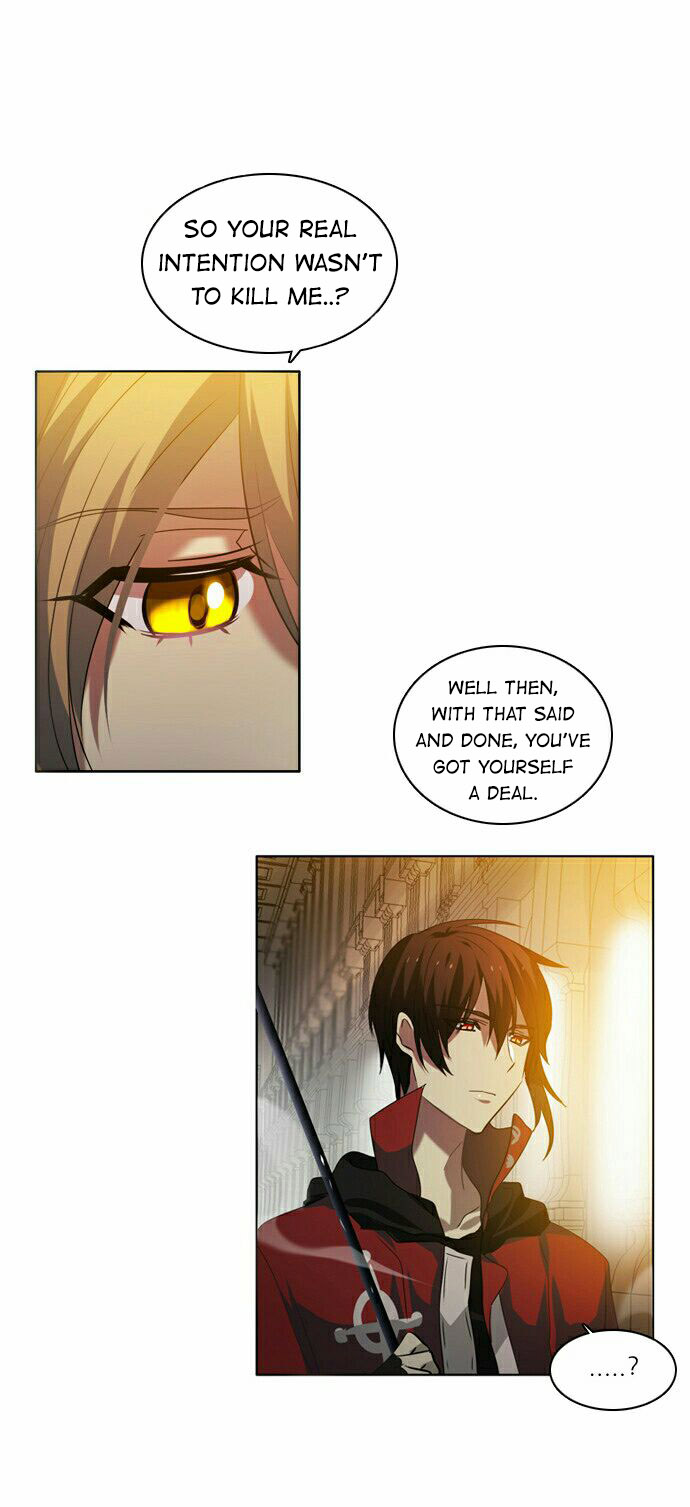 SO YOUR REAL
INTENTION WASN'T
TO KILL ME..?
WELL THEN,
WITH THAT SAID
AND DONE, YOU'VE
GOT YOURSELF
A DEAL.
.....?